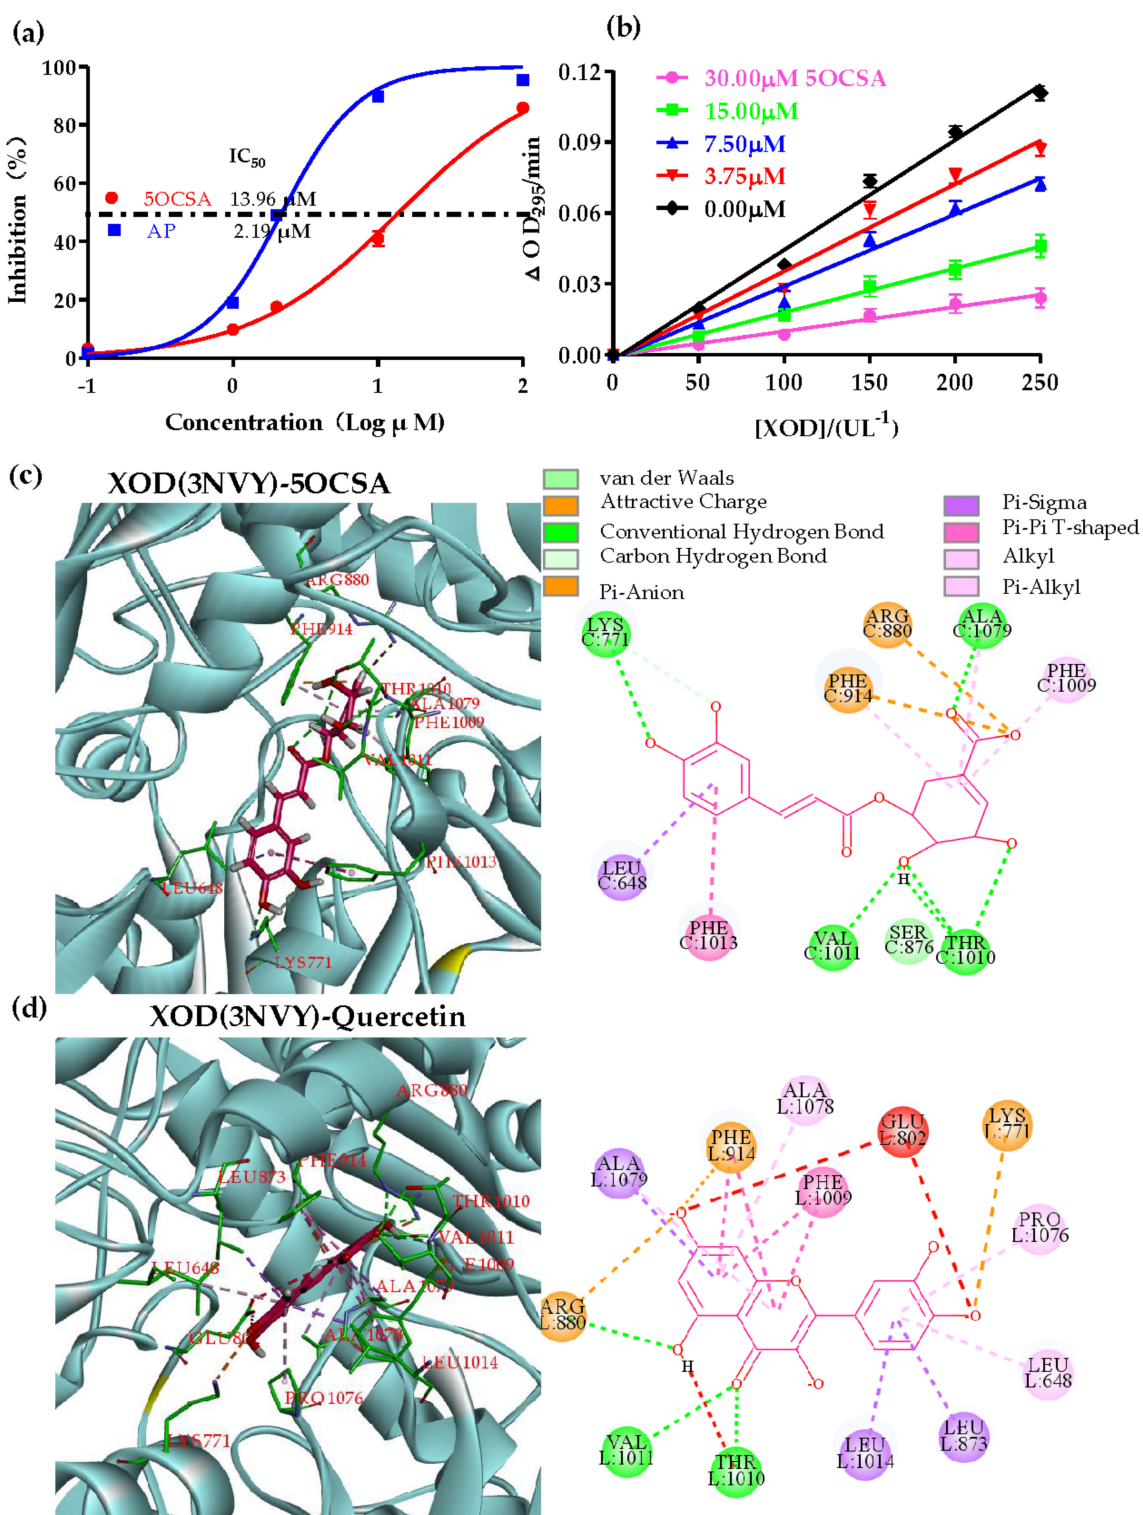 (a)
100
80
60
40
20
0
-1
0
1
2
Inhibition (%)
Concentration (Log μ M)
IC50
5OCSA 13.96 μM
AP 2.19 μM
(b)
0.12
0.09
0.06
0.03
0.00
0
50
100
150
200
250
Δ O D295/min
[XOD]/(UL-1)
30.00μM 5OCSA
15.00μM
7.50μM
3.75μM
0.00μM
(c)
XOD(3NVY)-5OCSA
ARG880
PHE914
THR1010
ALA1079
PHE1009
VAL1011
PHE1013
LEU648
LYS771
van der Waals
Attractive Charge
Conventional Hydrogen Bond
Carbon Hydrogen Bond
Pi-Anion
Pi-Sigma
Pi-Pi T-shaped
Alkyl
Pi-Alkyl
LYS
C:771
ARG
C:880
ALA
C:1079
PHE
C:914
PHE
C:1009
O
O
O
O
O
O
O
O
H
LEU
C:648
PHE
C:1013
VAL
C:1011
SER
C:876
THR
C:1010
(d)
XOD(3NVY)-Quercetin
ARG880
PHE914
LEU873
THR1010
VAL1011
E1009
LEU648
ALA107
GLU80
ALA1078
LEU1014
PRO1076
LYS771
ALA
L:1078
GLU
L:802
LYS
L:771
PHE
L:914
ALA
L:1079
PHE
L:1009
PRO
L:1076
ARG
L:880
-O
O
O
-O
O
H
O
-O
LEU
L:648
VAL
L:1011
THR
L:1010
LEU
L:1014
LEU
L:873